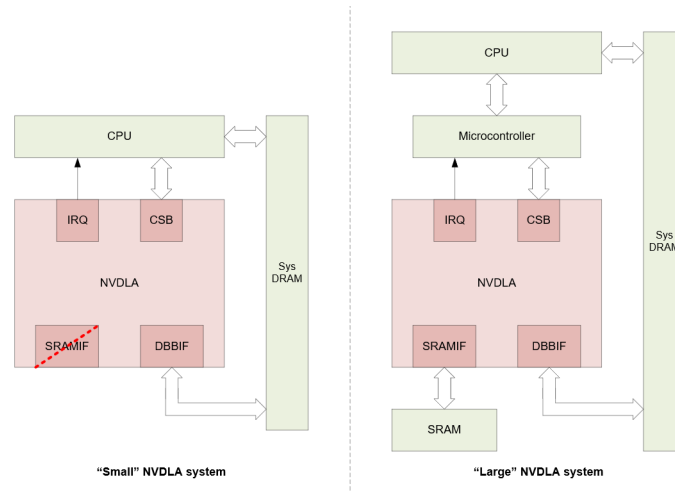 CPU
IRQ
CSB
NVDLA
SRAMIF
DBBIF
Sys
DRAM
“Small” NVDLA system
CPU
Microcontroller
IRQ
CSB
NVDLA
SRAMIF
DBBIF
SRAM
Sys
DRAM
“Large” NVDLA system